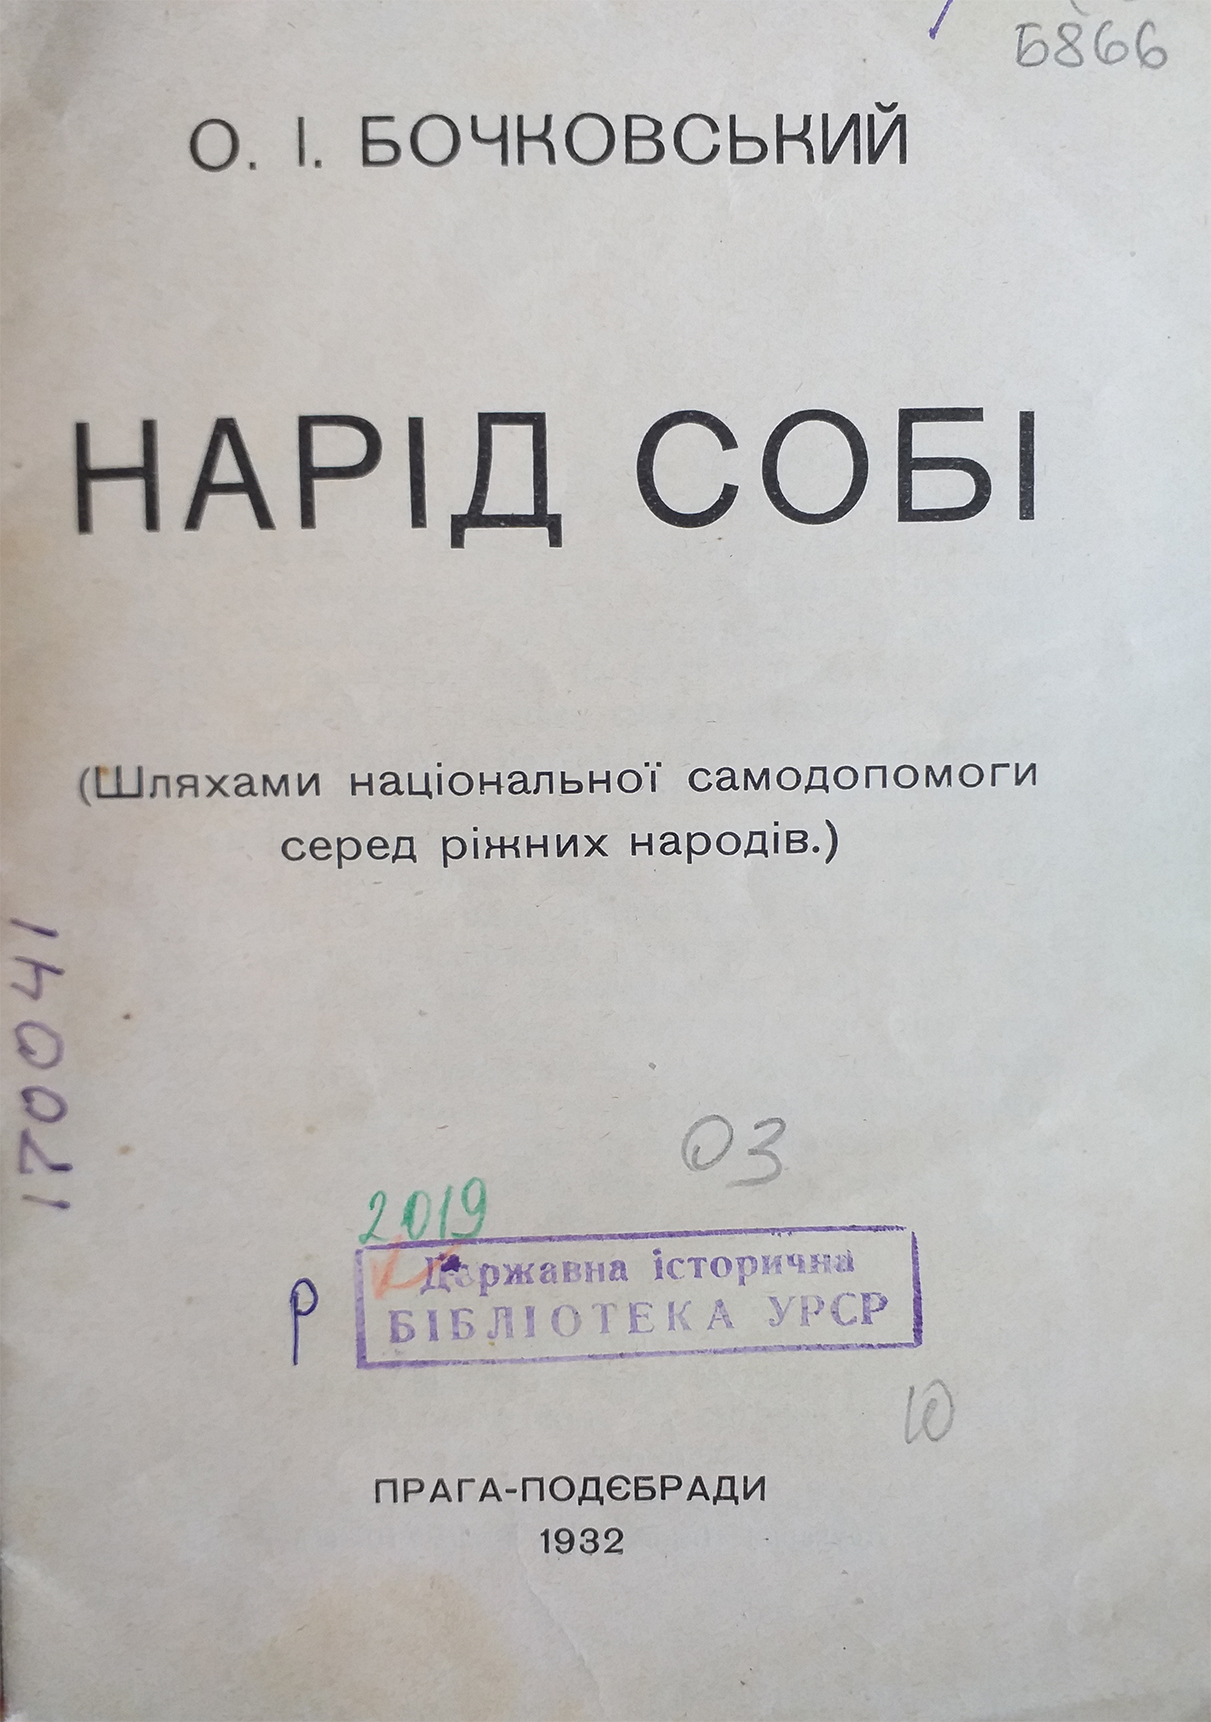 Б866
О. І. БОЧКОВСЬКИЙ
НАРІД СОБІ
(Шляхами національної самодопомоги
серед ріжних народів.)
170041
03
2019
Державна історична
БІБЛІОТЕКА УРСР
р
10
ПРАГА-ПОДЄБРАДИ
1932